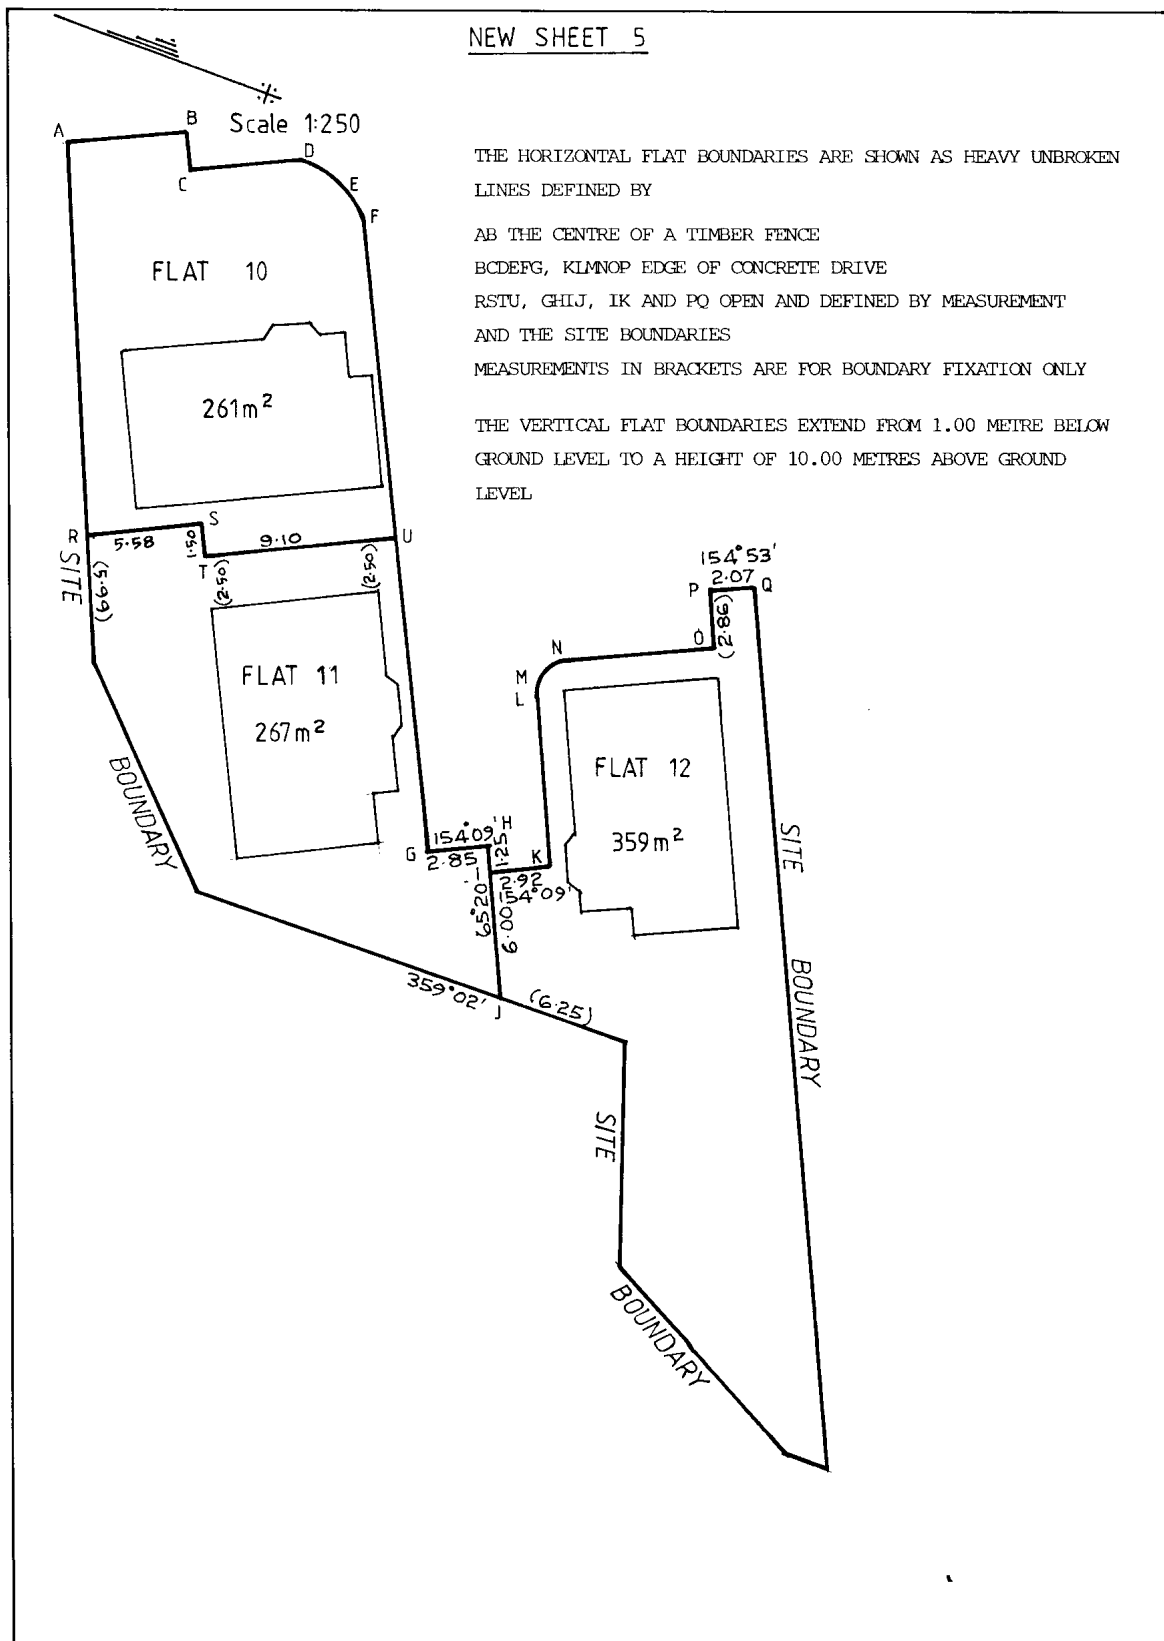 NEW SHEET 5
Scale 1:250
THE HORIZONTAL FLAT BOUNDARIES ARE SHOWN AS HEAVY UNBROKEN
LINES DEFINED BY
AB THE CENTRE OF A TIMBER FENCE
BCDEFG, KLMNOP EDGE OF CONCRETE DRIVE
RSTU, GHIJ, IK AND PQ OPEN AND DEFINED BY MEASUREMENT
AND THE SITE BOUNDARIES
MEASUREMENTS IN BRACKETS ARE FOR BOUNDARY FIXATION ONLY
THE VERTICAL FLAT BOUNDARIES EXTEND FROM 1.00 METRE BELOW
GROUND LEVEL TO A HEIGHT OF 10.00 METRES ABOVE GROUND
LEVEL
A
B
C
D
E
F
FLAT 10
261m²
R
S
T
U
5.58
1.50
9.10
(2.50)
(2.50)
SITE
(5.99)
BOUNDARY
FLAT 11
267m²
G
154°09'
H
2.85
1.25
K
2.92
154°09'
65°20'
6.00
359°02'
J
(6.25)
154°53'
P
2.07
Q
O
(2.86)
N
M
L
FLAT 12
359m²
SITE
BOUNDARY
SITE
BOUNDARY